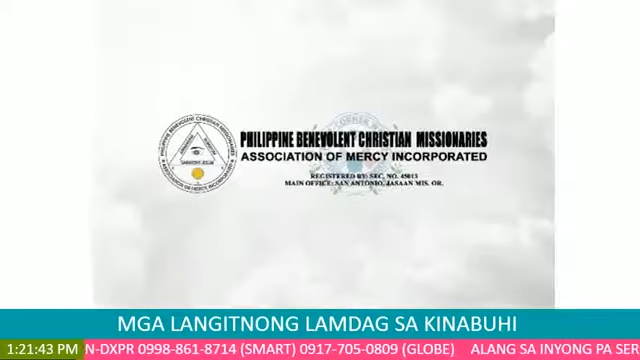 PHILIPPINE BENEVOLENT CHRISTIAN MISSIONARIES
ASSOCIATION OF MERCY INCORPORATED
REGISTERED BY: SEC, NO. 45013
MAIN OFFICE: SAN ANTONIO, JASAAN MIS. OR.
MGA LANGITNONG LAMDAG SA KINABUHI
1:21:43 PM N-DXPR 0998-861-8714 (SMART) 0917-705-0809 (GLOBE) ALANG SA INYONG PA SER